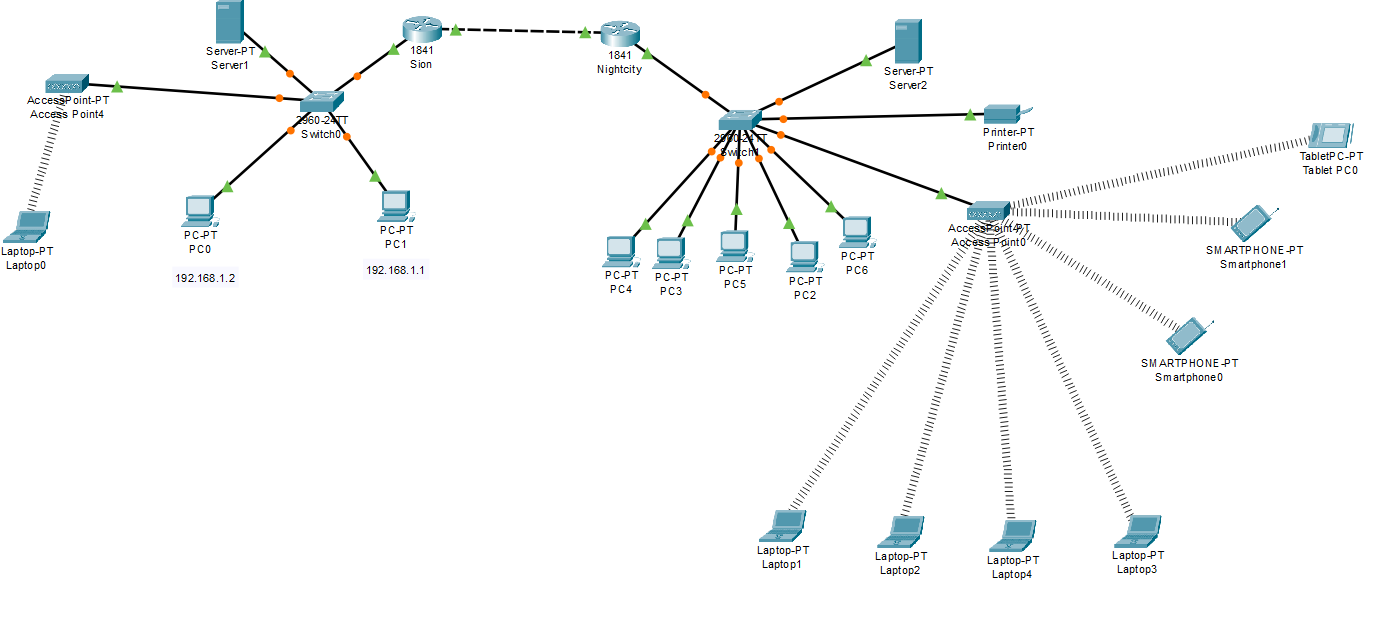 Server-PT
Server1
1841
Sion
1841
Nightcity
Server-PT
Server2
AccessPoint-PT
Access Point4
2960-24TT
Switch0
2960-24TT
Switch1
Printer-PT
Printer0
TabletPC-PT
Tablet PC0
Laptop-PT
Laptop0
PC-PT
PC0
PC-PT
PC1
192.168.1.2
192.168.1.1
PC-PT
PC4
PC-PT
PC3
PC-PT
PC5
PC-PT
PC2
PC-PT
PC6
AccessPoint-PT
Access Point0
SMARTPHONE-PT
Smartphone1
SMARTPHONE-PT
Smartphone0
Laptop-PT
Laptop1
Laptop-PT
Laptop2
Laptop-PT
Laptop4
Laptop-PT
Laptop3